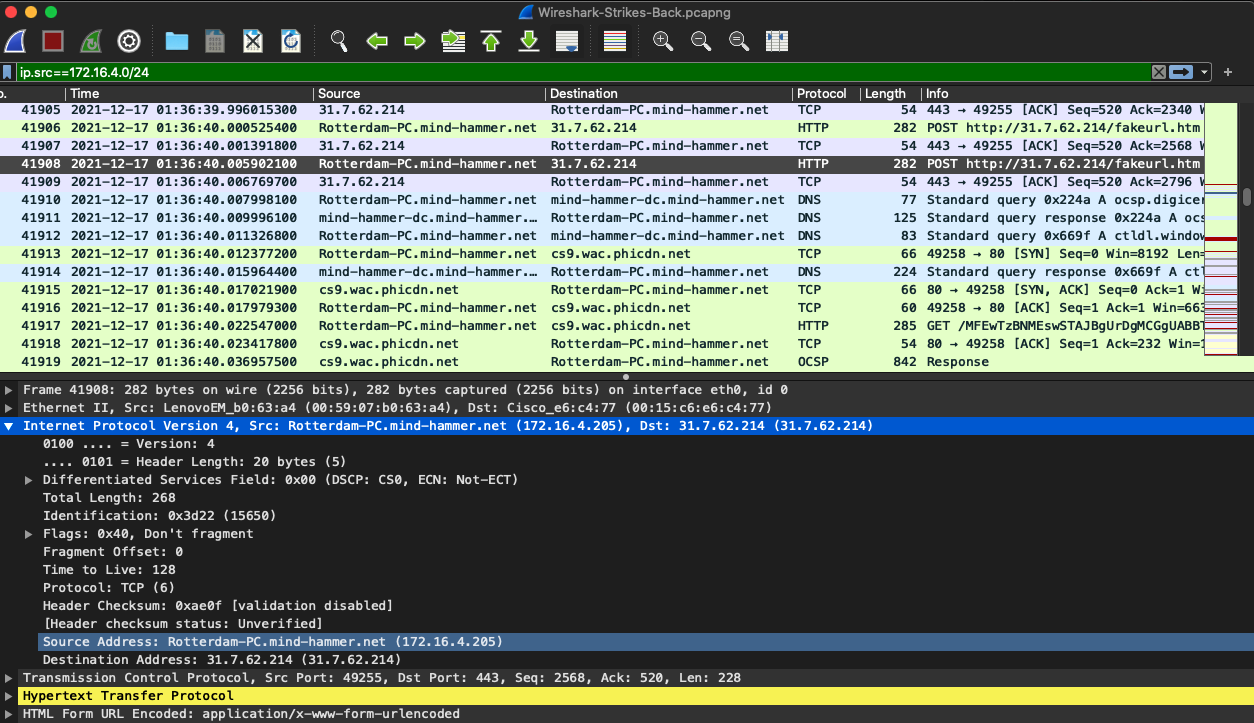 Wireshark-Strikes-Back.pcapng
ip.src==172.16.4.0/24
Time Source Destination Protocol Length Info
41905 2021-12-17 01:36:39.996015300 31.7.62.214 Rotterdam-PC.mind-hammer.net TCP 54 443 → 49255 [ACK] Seq=520 Ack=2340 W
41906 2021-12-17 01:36:40.000525400 Rotterdam-PC.mind-hammer.net 31.7.62.214 HTTP 282 POST http://31.7.62.214/fakeurl.htm
41907 2021-12-17 01:36:40.001391800 31.7.62.214 Rotterdam-PC.mind-hammer.net TCP 54 443 → 49255 [ACK] Seq=520 Ack=2568 W
41908 2021-12-17 01:36:40.005902100 Rotterdam-PC.mind-hammer.net 31.7.62.214 HTTP 282 POST http://31.7.62.214/fakeurl.htm
41909 2021-12-17 01:36:40.006769700 31.7.62.214 Rotterdam-PC.mind-hammer.net TCP 54 443 → 49255 [ACK] Seq=520 Ack=2796 W
41910 2021-12-17 01:36:40.007998100 Rotterdam-PC.mind-hammer.net mind-hammer-dc.mind-hammer.net DNS 77 Standard query 0x224a A ocsp.digicer
41911 2021-12-17 01:36:40.009996100 mind-hammer-dc.mind-hammer.… Rotterdam-PC.mind-hammer.net DNS 125 Standard query response 0x224a A ocs
41912 2021-12-17 01:36:40.011326800 Rotterdam-PC.mind-hammer.net mind-hammer-dc.mind-hammer.net DNS 83 Standard query 0x669f A ctldl.window
41913 2021-12-17 01:36:40.012377200 Rotterdam-PC.mind-hammer.net cs9.wac.phicdn.net TCP 66 49258 → 80 [SYN] Seq=0 Win=8192 Len=
41914 2021-12-17 01:36:40.015964400 mind-hammer-dc.mind-hammer.… Rotterdam-PC.mind-hammer.net DNS 224 Standard query response 0x669f A ctl
41915 2021-12-17 01:36:40.017021900 cs9.wac.phicdn.net Rotterdam-PC.mind-hammer.net TCP 66 80 → 49258 [SYN, ACK] Seq=0 Ack=1 Wi
41916 2021-12-17 01:36:40.017979300 Rotterdam-PC.mind-hammer.net cs9.wac.phicdn.net TCP 60 49258 → 80 [ACK] Seq=1 Ack=1 Win=663
41917 2021-12-17 01:36:40.022547000 Rotterdam-PC.mind-hammer.net cs9.wac.phicdn.net HTTP 285 GET /MFEwTzBNMEswSTAJBgUrDgMCGgUABBT
41918 2021-12-17 01:36:40.023417800 cs9.wac.phicdn.net Rotterdam-PC.mind-hammer.net TCP 54 80 → 49258 [ACK] Seq=1 Ack=232 Win=1
41919 2021-12-17 01:36:40.036957500 cs9.wac.phicdn.net Rotterdam-PC.mind-hammer.net OCSP 842 Response
Frame 41908: 282 bytes on wire (2256 bits), 282 bytes captured (2256 bits) on interface eth0, id 0
Ethernet II, Src: LenovoEM_b0:63:a4 (00:59:07:b0:63:a4), Dst: Cisco_e6:c4:77 (00:15:c6:e6:c4:77)
Internet Protocol Version 4, Src: Rotterdam-PC.mind-hammer.net (172.16.4.205), Dst: 31.7.62.214 (31.7.62.214)
0100 .... = Version: 4
.... 0101 = Header Length: 20 bytes (5)
Differentiated Services Field: 0x00 (DSCP: CS0, ECN: Not-ECT)
Total Length: 268
Identification: 0x3d22 (15650)
Flags: 0x40, Don't fragment
Fragment Offset: 0
Time to Live: 128
Protocol: TCP (6)
Header Checksum: 0xae0f [validation disabled]
[Header checksum status: Unverified]
Source Address: Rotterdam-PC.mind-hammer.net (172.16.4.205)
Destination Address: 31.7.62.214 (31.7.62.214)
Transmission Control Protocol, Src Port: 49255, Dst Port: 443, Seq: 2568, Ack: 520, Len: 228
Hypertext Transfer Protocol
HTML Form URL Encoded: application/x-www-form-urlencoded